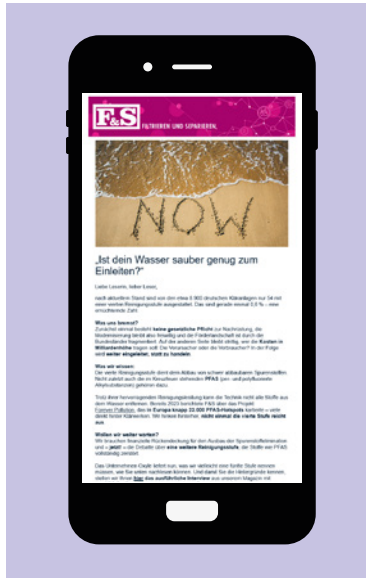 F&S FILTRIEREN UND SEPARIEREN.
NOW
„Ist dein Wasser sauber genug zum
Einleiten?“
Liebe Leserin, lieber Leser,
nach aktuellem Stand sind von den etwa 8.900 deutschen Kläranlagen nur 54 mit
einer vierten Reinigungsstufe ausgestattet. Das sind gerade einmal 0,6 % – eine
ernüchternde Zahl.
Was uns bremst?
Zunächst einmal besteht keine gesetzliche Pflicht zur Nachrüstung, die
Modernisierung bleibt also freiwillig und die Förderlandschaft ist durch die
Bundesländer fragmentiert. Auf der anderen Seite bleibt strittig, wer die Kosten in
Milliardenhöhe tragen soll: Die Verursacher oder die Verbraucher? In der Folge
wird weiter eingeleitet, statt zu handeln.
Was wir wissen:
Die vierte Reinigungsstufe dient dem Abbau von schwer abbaubaren Spurenstoffen.
Nicht zuletzt auch die im Kreuzfeuer stehenden PFAS (per- und polyfluorierte
Alkylsubstanzen) gehören dazu.
Trotz ihrer hervorragenden Reinigungsleistung kann die Technik nicht alle Stoffe aus
dem Wasser entfernen. Bereits 2023 berichtete F&S über das Projekt
Forever Pollution, das in Europa knapp 23.000 PFAS-Hotspots kartierte – viele
direkt hinter Klärwerken. Wir hinken hinterher, nicht einmal die vierte Stufe reicht
aus.
Wollen wir weiter warten?
Wir brauchen finanzielle Rückendeckung für den Ausbau der Spurenstoffelimination
und – jetzt! – die Debatte über eine weitere Reinigungsstufe, die Stoffe wie PFAS
vollständig zerstört.
Das Unternehmen Oxyle liefert nun, was wir vielleicht eine fünfte Stufe nennen
müssen, wie Sie unten nachlesen können. Und damit Sie die Hintergründe kennen,
stellen wir Ihnen hier das ausführliche Interview aus unserem Magazin mit